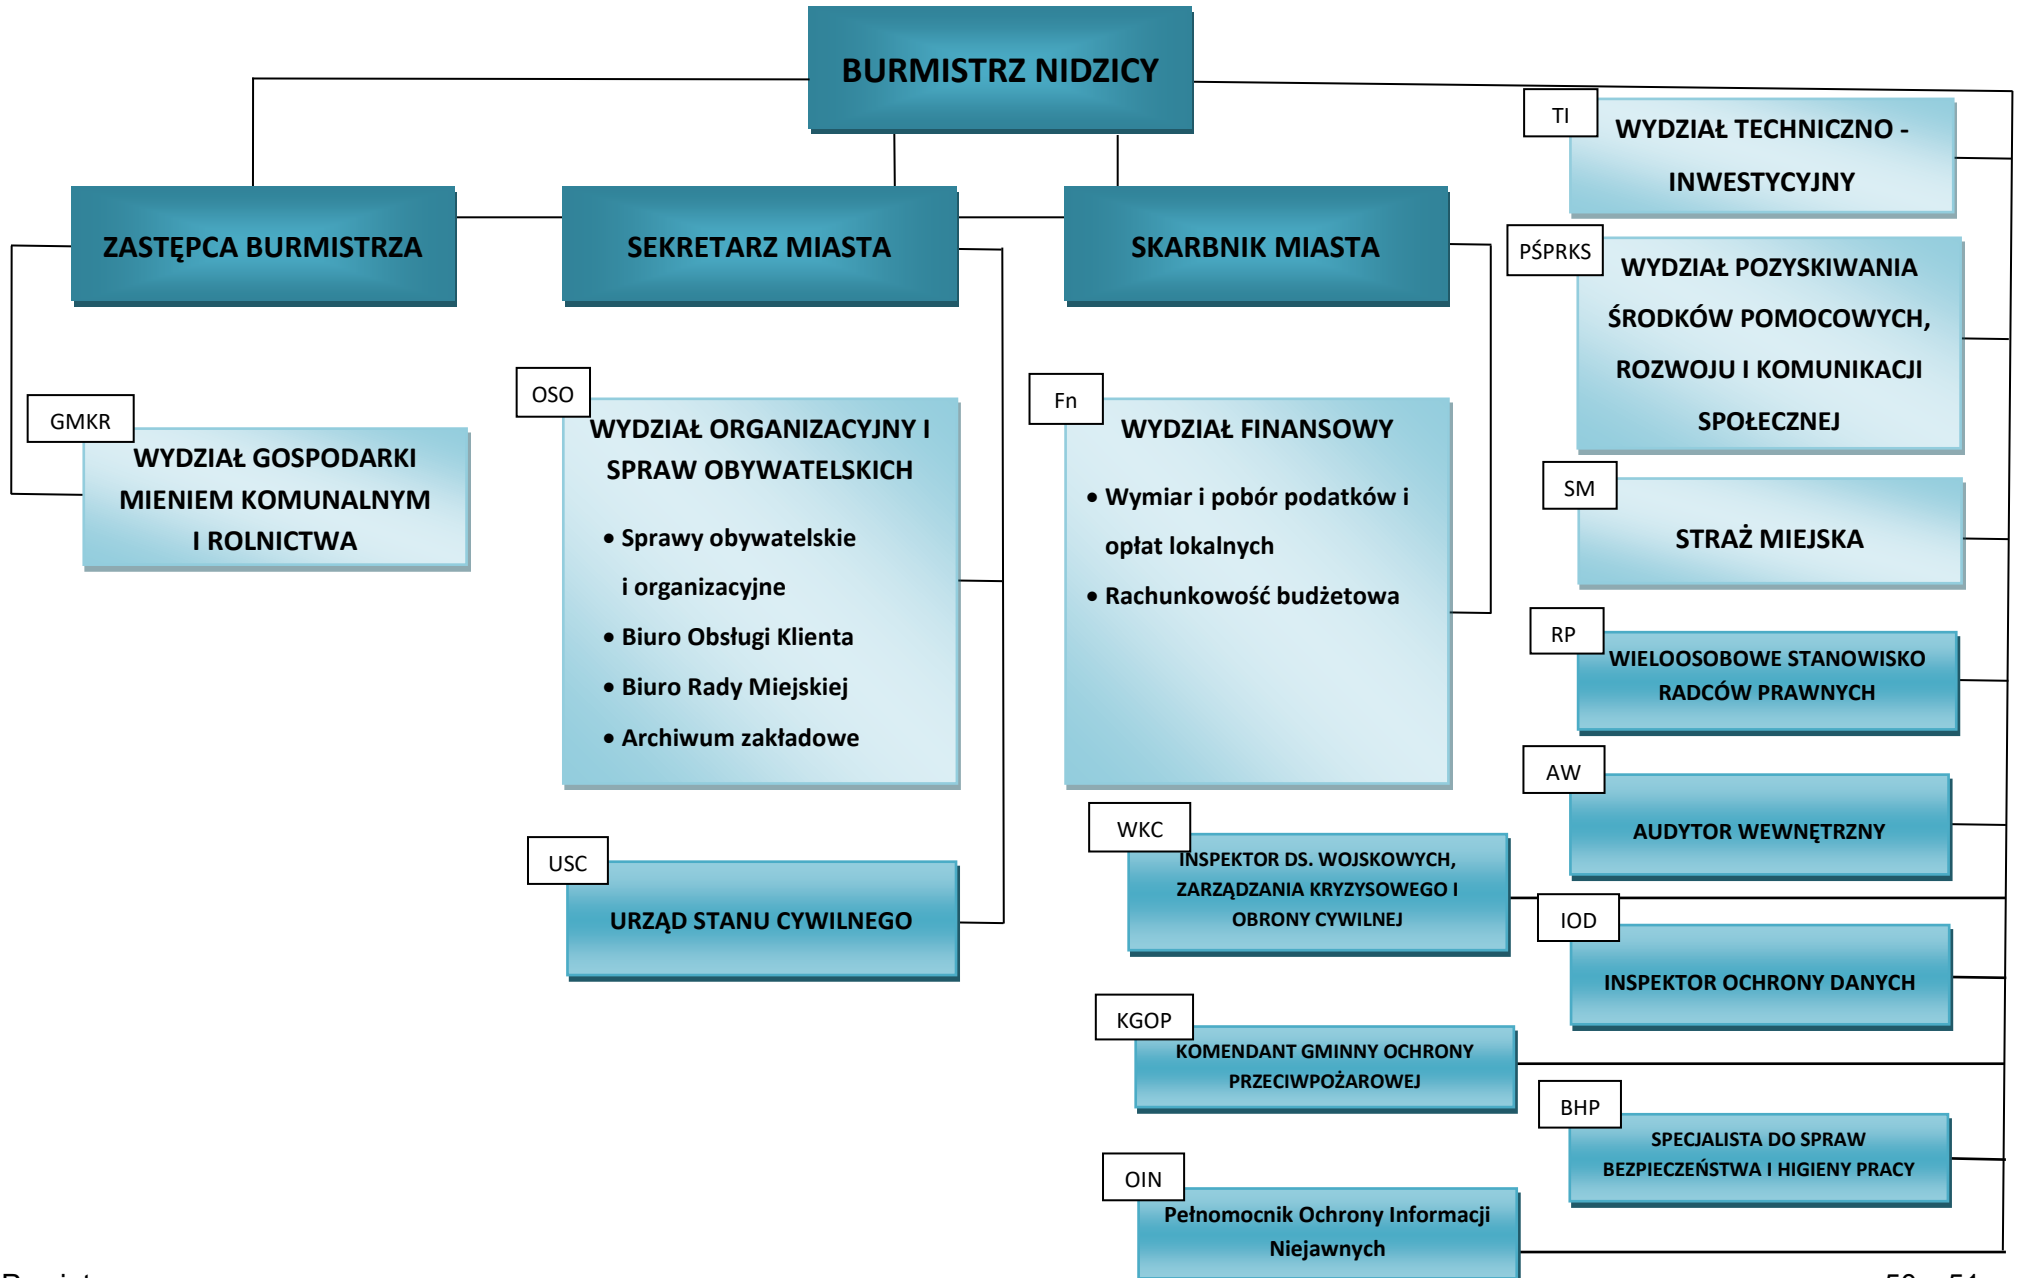 BURMISTRZ NIDZICY
ZASTĘPCA BURMISTRZA
SEKRETARZ MIASTA
SKARBNIK MIASTA
GMKR
WYDZIAŁ GOSPODARKI
MIENIEM KOMUNALNYM
I ROLNICTWA
OSO
WYDZIAŁ ORGANIZACYJNY I
SPRAW OBYWATELSKICH
• Sprawy obywatelskie
i organizacyjne
• Biuro Obsługi Klienta
• Biuro Rady Miejskiej
• Archiwum zakładowe
USC
URZĄD STANU CYWILNEGO
Fn
WYDZIAŁ FINANSOWY
• Wymiar i pobór podatków i
opłat lokalnych
• Rachunkowość budżetowa
TI
WYDZIAŁ TECHNICZNO -
INWESTYCYJNY
PŚPRKS
WYDZIAŁ POZYSKIWANIA
ŚRODKÓW POMOCOWYCH,
ROZWOJU I KOMUNIKACJI
SPOŁECZNEJ
SM
STRAŻ MIEJSKA
RP
WIELOOSOBOWE STANOWISKO
RADCÓW PRAWNYCH
AW
AUDYTOR WEWNĘTRZNY
WKC
INSPEKTOR DS. WOJSKOWYCH,
ZARZĄDZANIA KRYZYSOWEGO I
OBRONY CYWILNEJ
IOD
INSPEKTOR OCHRONY DANYCH
KGOP
KOMENDANT GMINNY OCHRONY
PRZECIWPOŻAROWEJ
BHP
SPECJALISTA DO SPRAW
BEZPIECZEŃSTWA I HIGIENY PRACY
OIN
Pełnomocnik Ochrony Informacji
Niejawnych